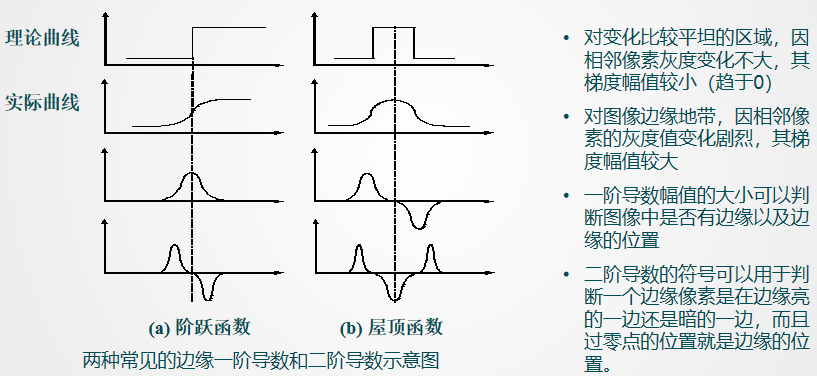 理论曲线
实际曲线
(a) 阶跃函数
(b) 屋顶函数
两种常见的边缘一阶导数和二阶导数示意图
• 对变化比较平坦的区域，因
相邻像素灰度变化不大，其
梯度幅值较小（趋于0）
• 对图像边缘地带，因相邻像
素的灰度值变化剧烈，其梯
度幅值较大
• 一阶导数幅值的大小可以判
断图像中是否有边缘以及边
缘的位置
• 二阶导数的符号可以用于判
断一个边缘像素是在边缘亮
的一边还是暗的一边，而且
过零点的位置就是边缘的位
置。